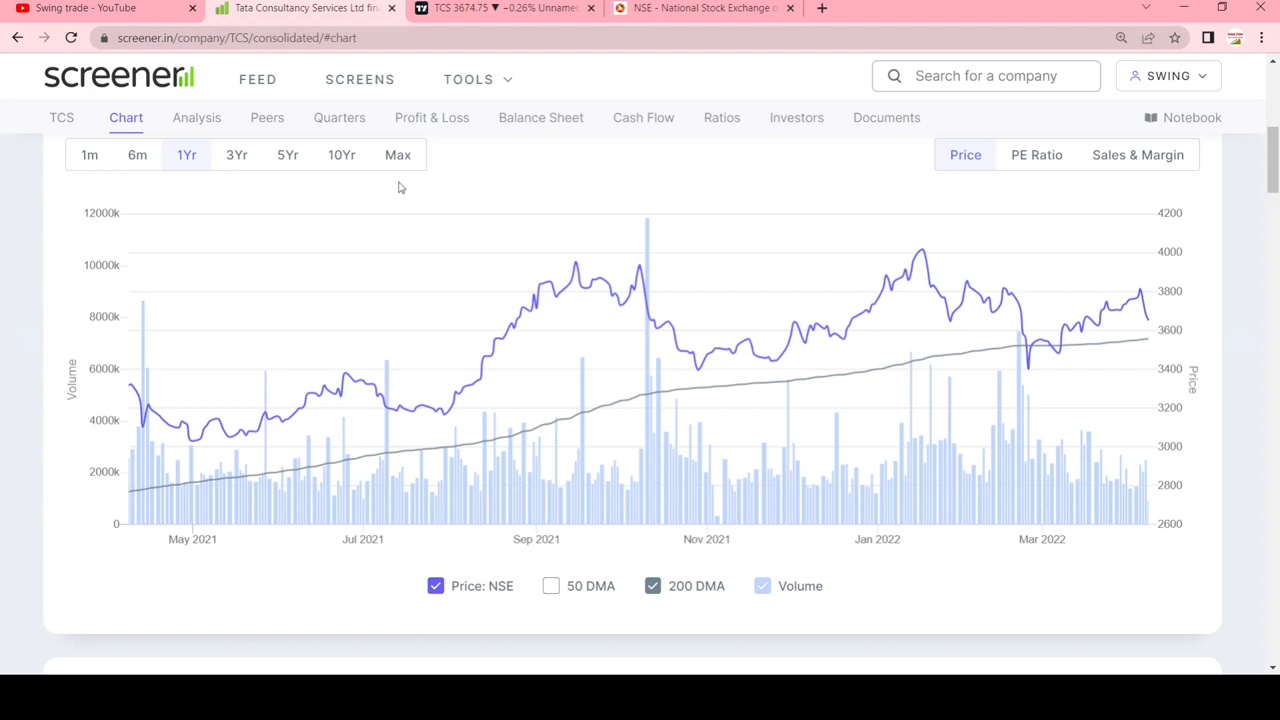 Swing trade - YouTube
Tata Consultancy Services Ltd fin
TCS 3674.75 ▼ −0.26% Unname
NSE - National Stock Exchange o
screener.in/company/TCS/consolidated/#chart
screener FEED SCREENS TOOLS Search for a company SWING
TCS Chart Analysis Peers Quarters Profit & Loss Balance Sheet Cash Flow Ratios Investors Documents Notebook
1m 6m 1Yr 3Yr 5Yr 10Yr Max Price PE Ratio Sales & Margin
12000k 4200
4000
10000k
3800
8000k
3600
6000k 3400
Volume Price
3200
4000k
3000
2000k 2800
0 2600
May 2021 Jul 2021 Sep 2021 Nov 2021 Jan 2022 Mar 2022
Price: NSE 50 DMA 200 DMA Volume